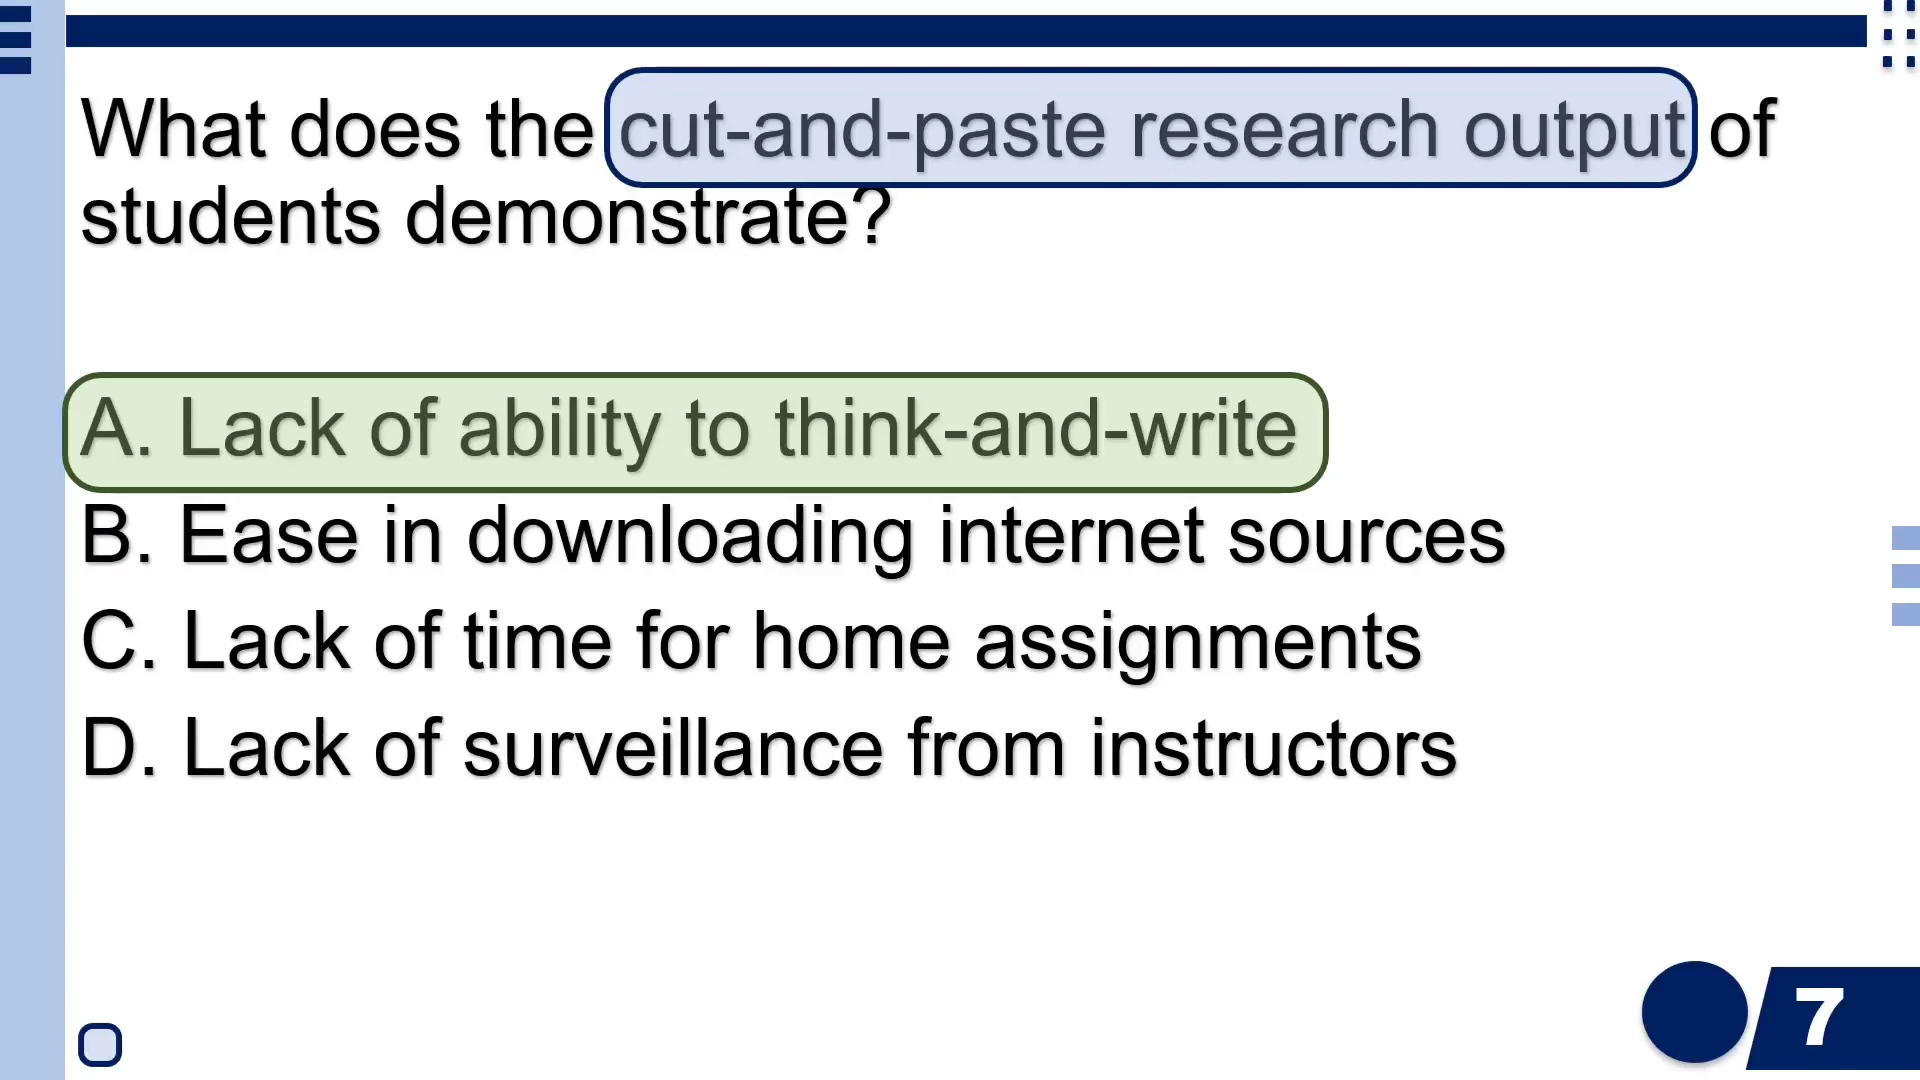 What does the cut-and-paste research output of
students demonstrate?
A. Lack of ability to think-and-write
B. Ease in downloading internet sources
C. Lack of time for home assignments
D. Lack of surveillance from instructors
7